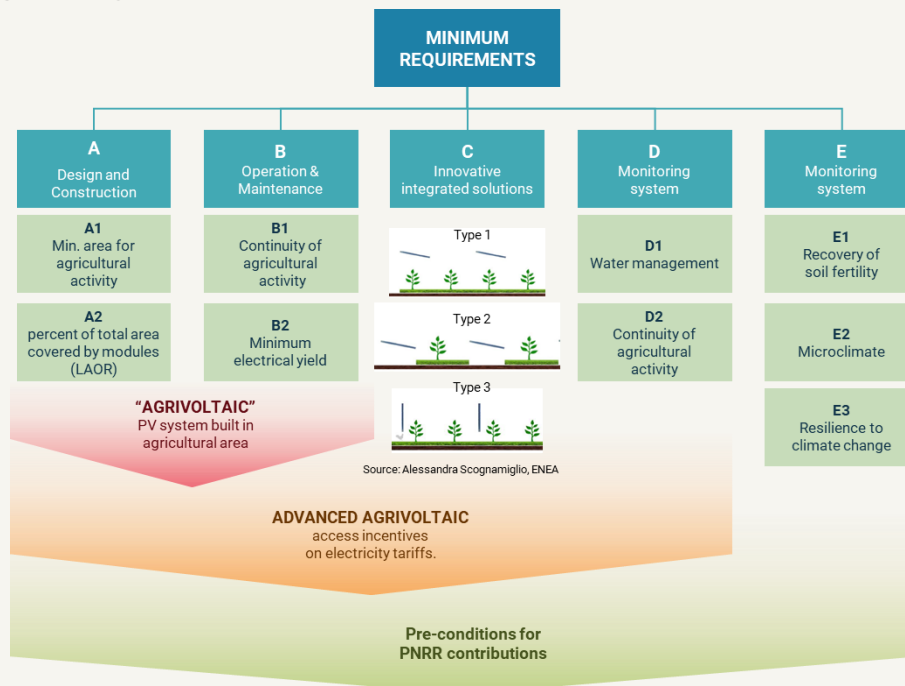 MINIMUM
REQUIREMENTS
A
Design and
Construction
B
Operation &
Maintenance
C
Innovative
integrated solutions
D
Monitoring
system
E
Monitoring
system
A1
Min. area for
agricultural
activity
A2
percent of total area
covered by modules
(LAOR)
B1
Continuity of
agricultural
activity
B2
Minimum
electrical yield
Type 1
Type 2
Type 3
Source: Alessandra Scognamiglio, ENEA
D1
Water management
D2
Continuity of
agricultural
activity
E1
Recovery of
soil fertility
E2
Microclimate
E3
Resilience to
climate change
“AGRIVOLTAIC”
PV system built in
agricultural area
ADVANCED AGRIVOLTAIC
access incentives
on electricity tariffs.
Pre-conditions for
PNRR contributions